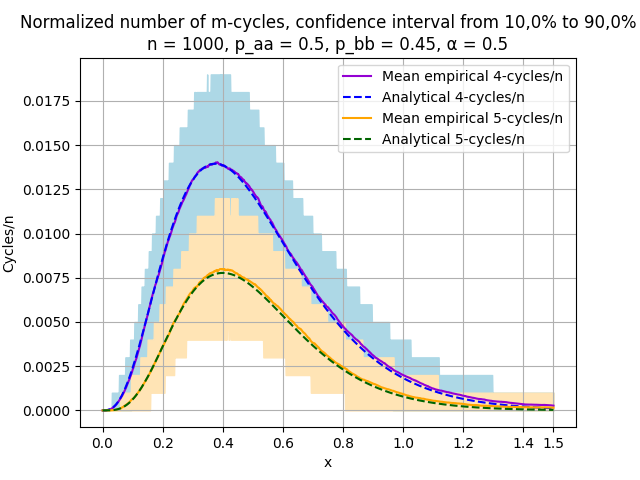 Normalized number of m-cycles, confidence interval from 10,0% to 90,0%
n = 1000, p_aa = 0.5, p_bb = 0.45, α = 0.5
Mean empirical 4-cycles/n
Analytical 4-cycles/n
Mean empirical 5-cycles/n
Analytical 5-cycles/n
Cycles/n
0.0175
0.0150
0.0125
0.0100
0.0075
0.0050
0.0025
0.0000
0.0 0.2 0.4 0.6 0.8 1.0 1.2 1.4 1.5
x